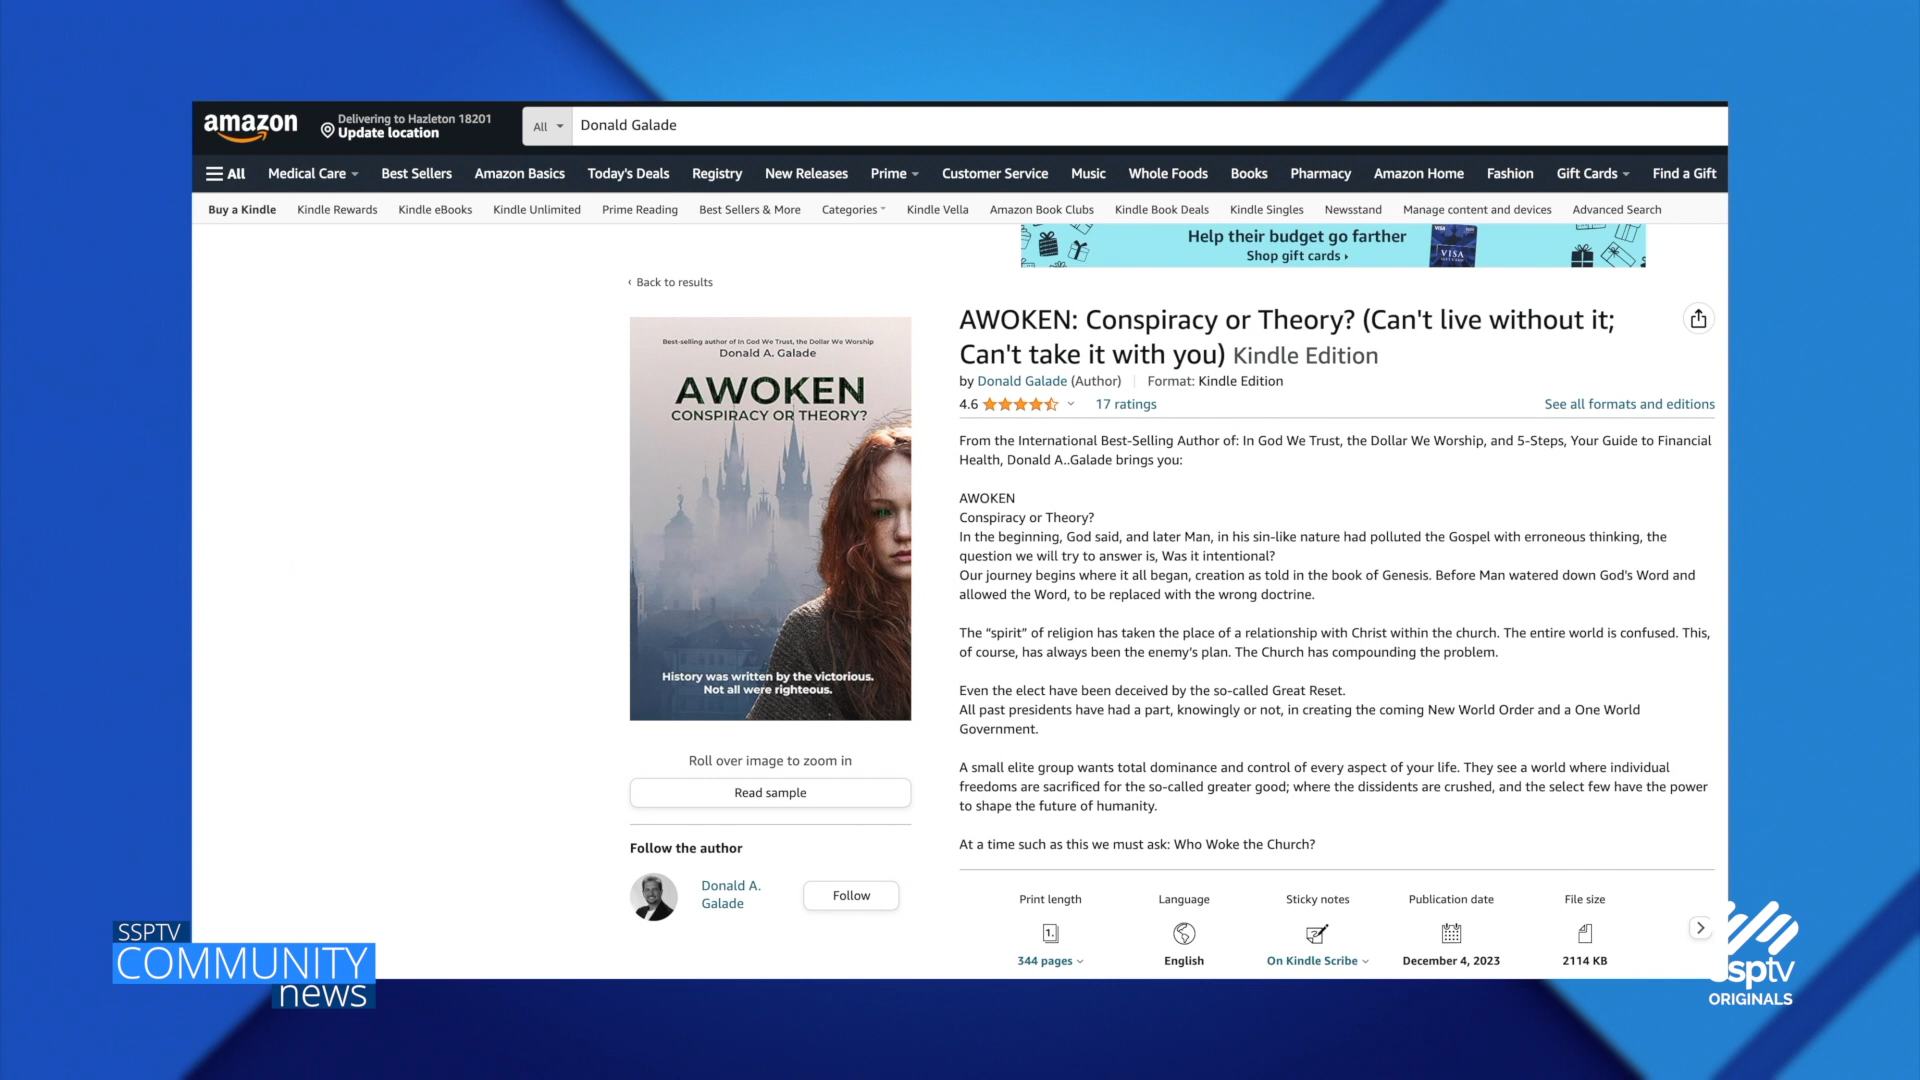 amazon
Delivering to Hazleton 18201
Update location
All
Donald Galade
All
Medical Care
Best Sellers
Amazon Basics
Today's Deals
Registry
New Releases
Prime
Customer Service
Music
Whole Foods
Books
Pharmacy
Amazon Home
Fashion
Gift Cards
Find a Gift
Buy a Kindle
Kindle Rewards
Kindle eBooks
Kindle Unlimited
Prime Reading
Best Sellers & More
Categories
Kindle Vella
Amazon Book Clubs
Kindle Book Deals
Kindle Singles
Newsstand
Manage content and devices
Advanced Search
Help their budget go farther
Shop gift cards ›
VISA
VISA
‹ Back to results
Best-selling author of In God We Trust, the Dollar We Worship
Donald A. Galade
AWOKEN
CONSPIRACY OR THEORY?
History was written by the victorious.
Not all were righteous.
Roll over image to zoom in
Read sample
Follow the author
Donald A.
Galade
Follow
AWOKEN: Conspiracy or Theory? (Can't live without it;
Can't take it with you) Kindle Edition
by Donald Galade (Author)
Format: Kindle Edition
4.6
17 ratings
See all formats and editions
From the International Best-Selling Author of: In God We Trust, the Dollar We Worship, and 5-Steps, Your Guide to Financial
Health, Donald A..Galade brings you:
AWOKEN
Conspiracy or Theory?
In the beginning, God said, and later Man, in his sin-like nature had polluted the Gospel with erroneous thinking, the
question we will try to answer is, Was it intentional?
Our journey begins where it all began, creation as told in the book of Genesis. Before Man watered down God's Word and
allowed the Word, to be replaced with the wrong doctrine.
The “spirit” of religion has taken the place of a relationship with Christ within the church. The entire world is confused. This,
of course, has always been the enemy’s plan. The Church has compounding the problem.
Even the elect have been deceived by the so-called Great Reset.
All past presidents have had a part, knowingly or not, in creating the coming New World Order and a One World
Government.
A small elite group wants total dominance and control of every aspect of your life. They see a world where individual
freedoms are sacrificed for the so-called greater good; where the dissidents are crushed, and the select few have the power
to shape the future of humanity.
At a time such as this we must ask: Who Woke the Church?
Print length
1.
344 pages
Language
English
Sticky notes
On Kindle Scribe
Publication date
December 4, 2023
File size
2114 KB
SSPTV
COMMUNITY
news
ssptv
ORIGINALS